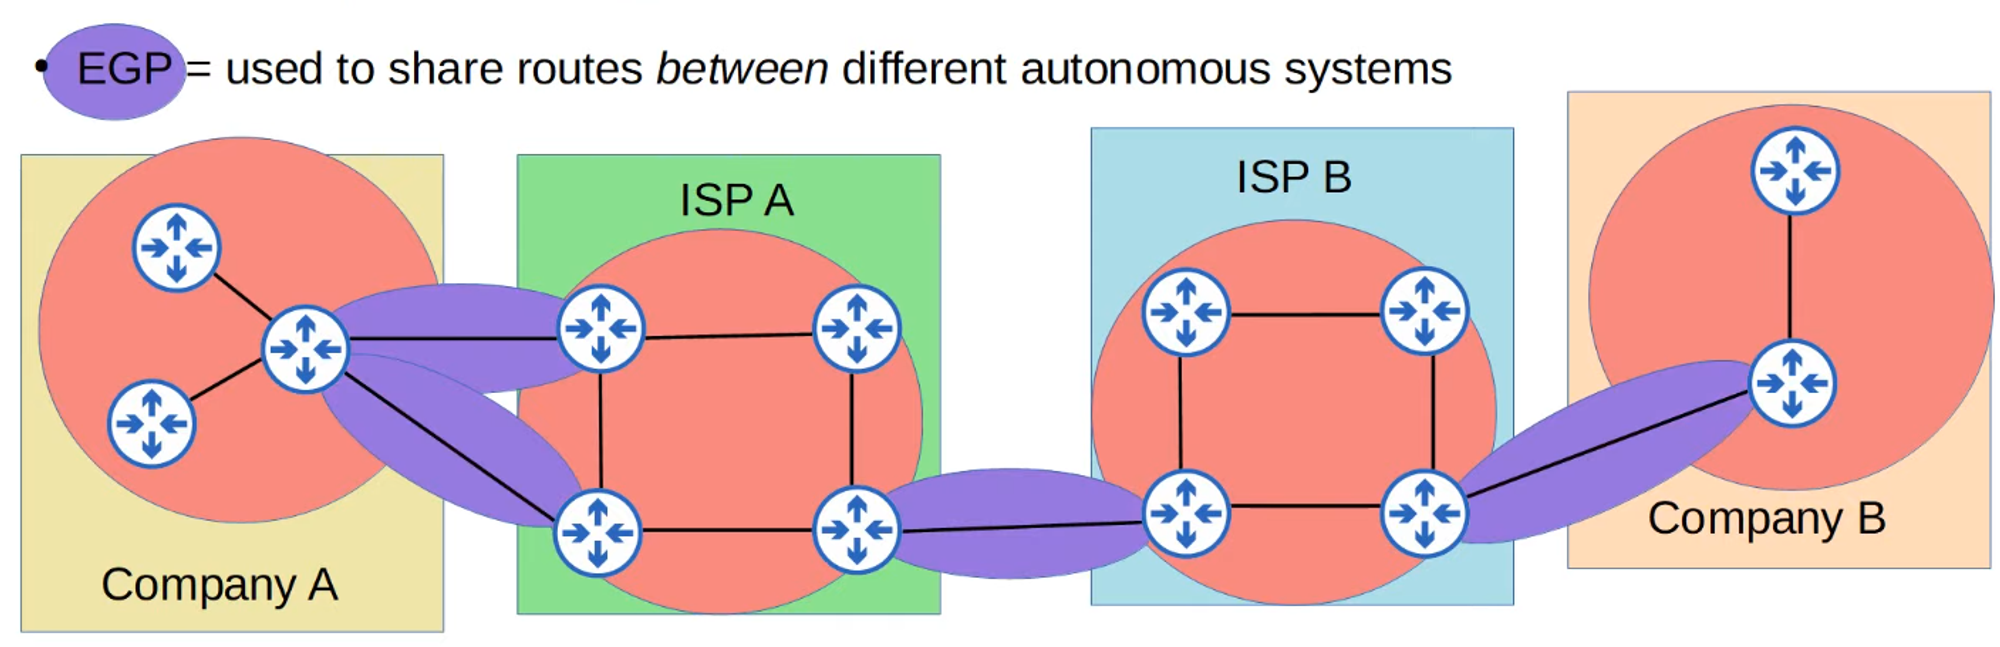 • EGP = used to share routes between different autonomous systems
ISP A
ISP B
Company A
Company B